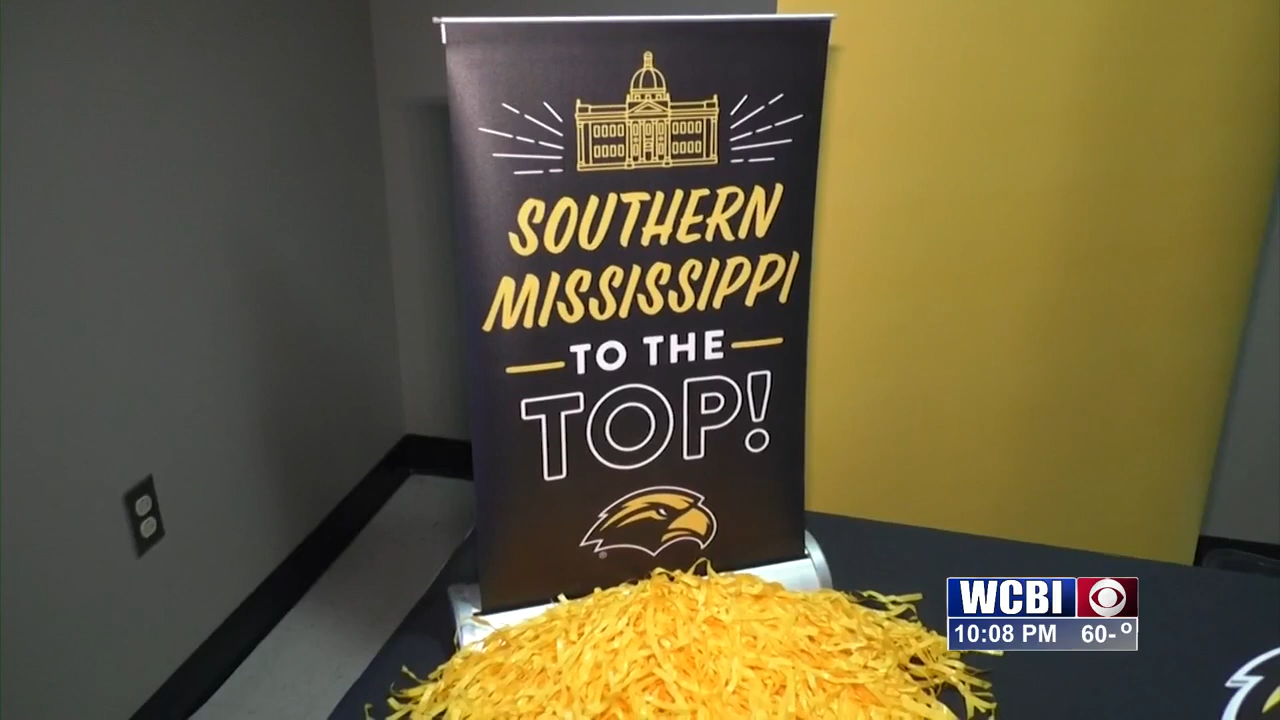 SOUTHERN
MISSISSIPPI
TO THE
TOP!
®
WCBI
10:08 PM 60-°